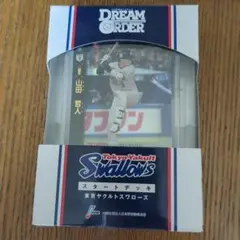 DREAM
ORDER
山田 哲人
Tokyo Yakult
Swallows
スタートデッキ
東京ヤクルトスワローズ